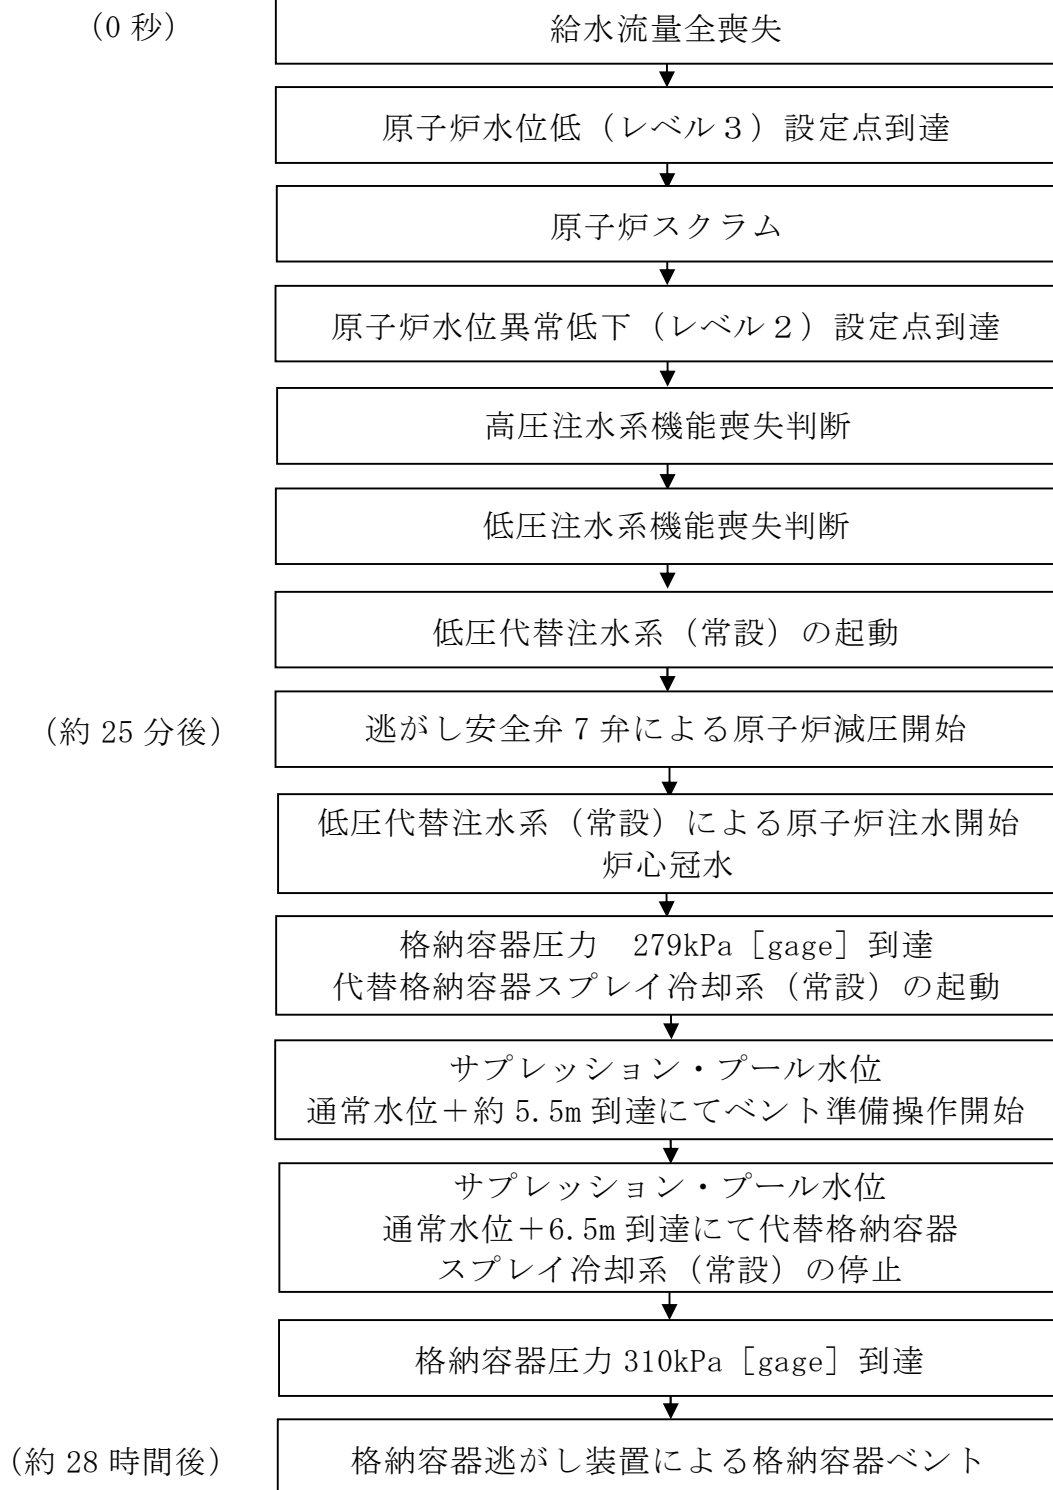 （0 秒）
給水流量全喪失
原子炉水位低（レベル３）設定点到達
原子炉スクラム
原子炉水位異常低下（レベル２）設定点到達
高圧注水系機能喪失判断
低圧注水系機能喪失判断
低圧代替注水系（常設）の起動
（約 25 分後）
逃がし安全弁 7 弁による原子炉減圧開始
低圧代替注水系（常設）による原子炉注水開始
炉心冠水
格納容器圧力　279kPa［gage］到達
代替格納容器スプレイ冷却系（常設）の起動
サプレッション・プール水位
通常水位＋約 5.5m 到達にてベント準備操作開始
サプレッション・プール水位
通常水位＋6.5m 到達にて代替格納容器
スプレイ冷却系（常設）の停止
格納容器圧力 310kPa［gage］到達
（約 28 時間後）
格納容器逃がし装置による格納容器ベント